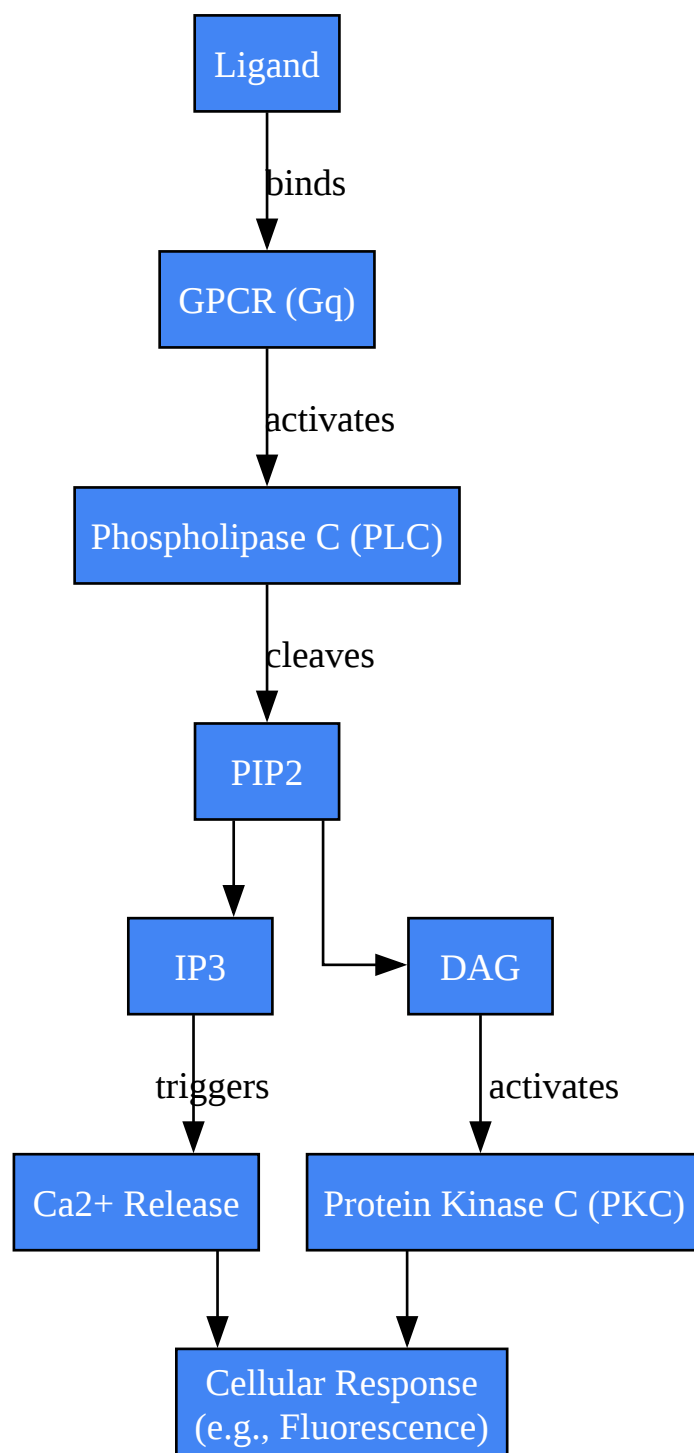 Ligand
binds
GPCR (Gq)
activates
Phospholipase C (PLC)
cleaves
PIP2
IP3
DAG
triggers
activates
Ca2+ Release
Protein Kinase C (PKC)
Cellular Response
(e.g., Fluorescence)